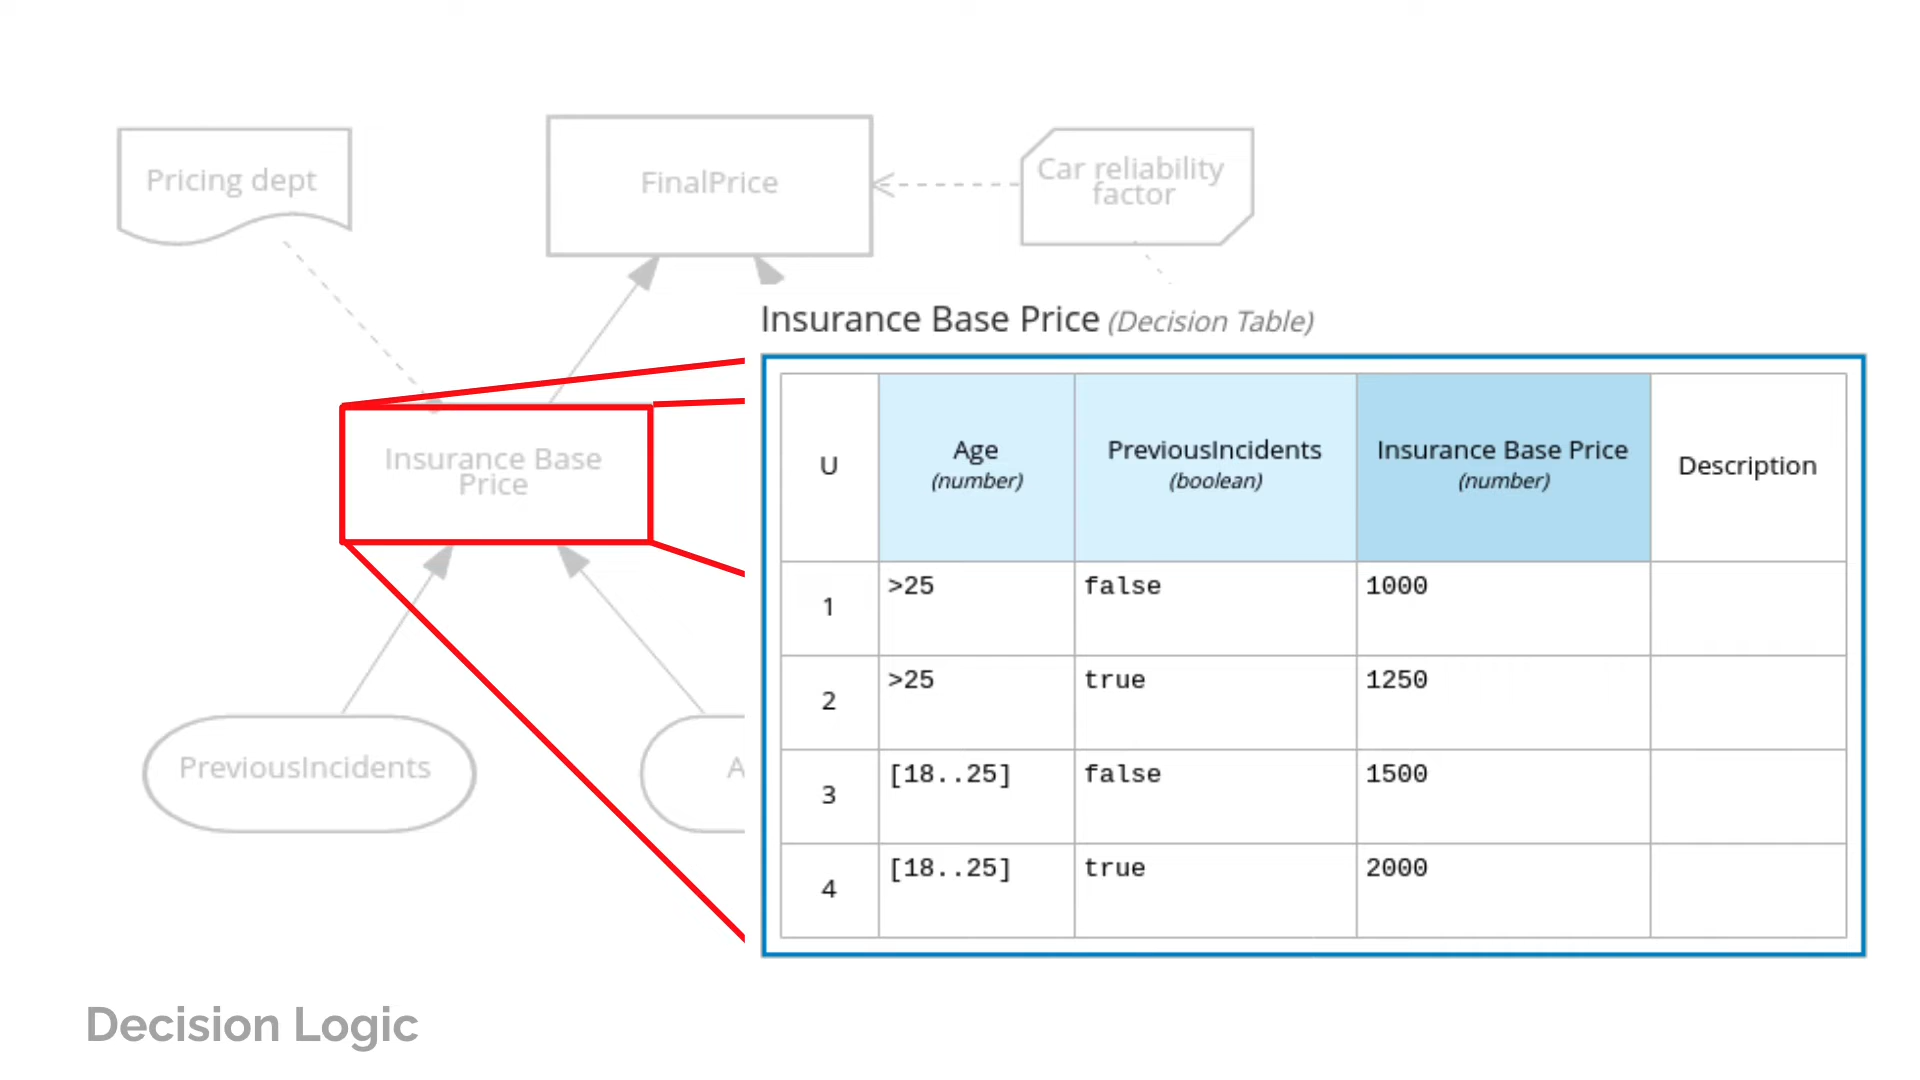 Pricing dept
FinalPrice
Car reliability
factor
Insurance Base Price (Decision Table)
Insurance Base
Price
PreviousIncidents
A
U
Age
(number)
PreviousIncidents
(boolean)
Insurance Base Price
(number)
Description
1
>25
false
1000
2
>25
true
1250
3
[18..25]
false
1500
4
[18..25]
true
2000
Decision Logic